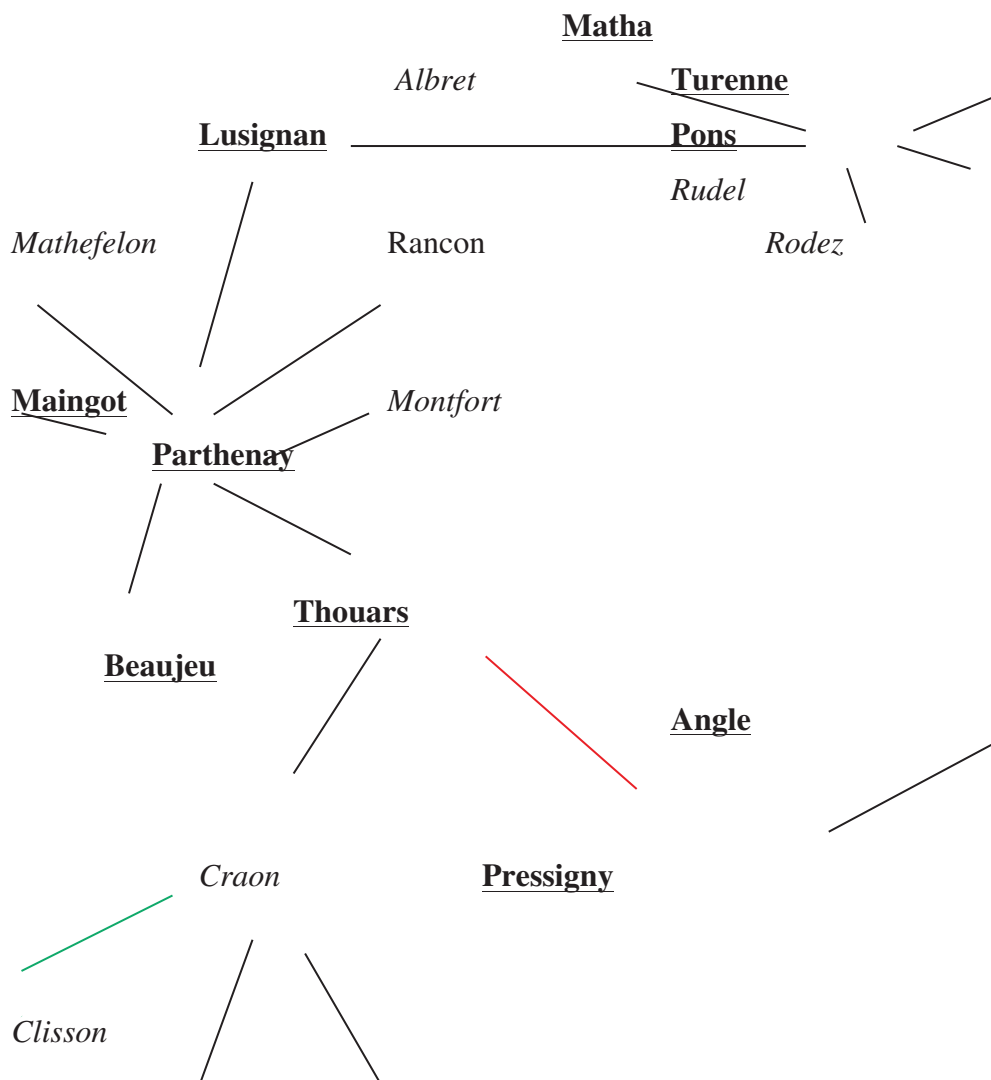 Matha
Albret
Turenne
Lusignan
Pons
Rudel
Mathefelon
Rancon
Rodez
Maingot
Montfort
Parthenay
Thouars
Beaujeu
Angle
Craon
Pressigny
Clisson